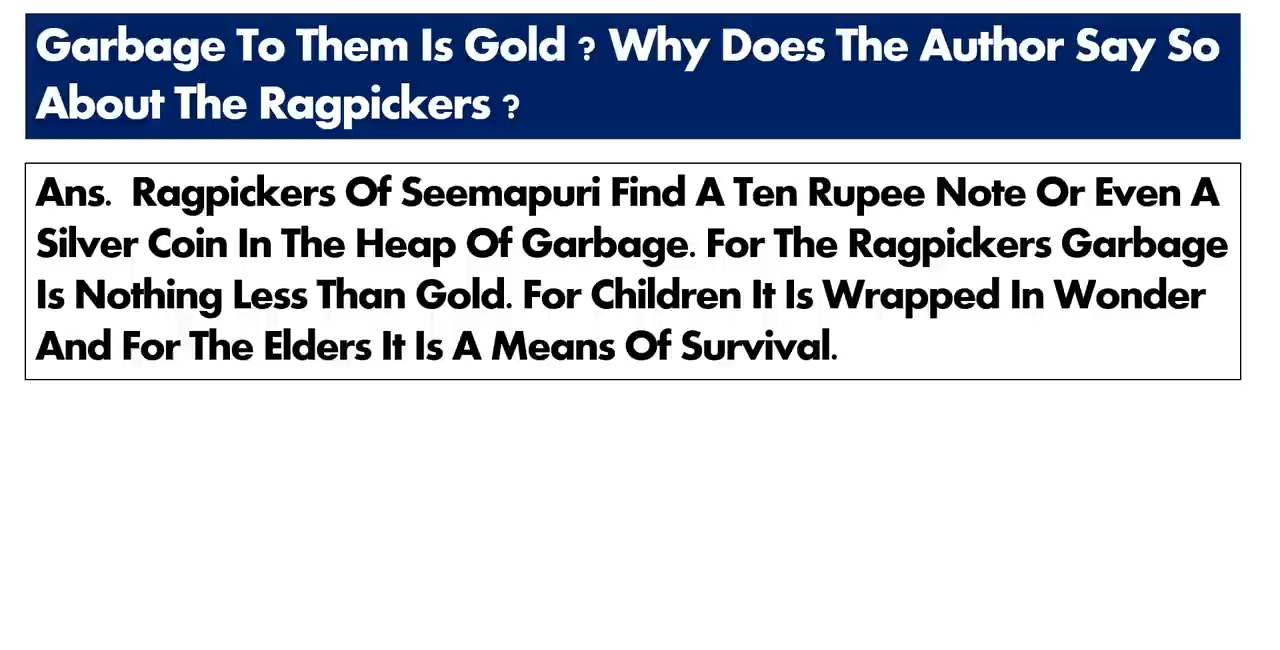 Garbage To Them Is Gold ? Why Does The Author Say So
About The Ragpickers ?
Ans. Ragpickers Of Seemapuri Find A Ten Rupee Note Or Even A
Silver Coin In The Heap Of Garbage. For The Ragpickers Garbage
Is Nothing Less Than Gold. For Children It Is Wrapped In Wonder
And For The Elders It Is A Means Of Survival.